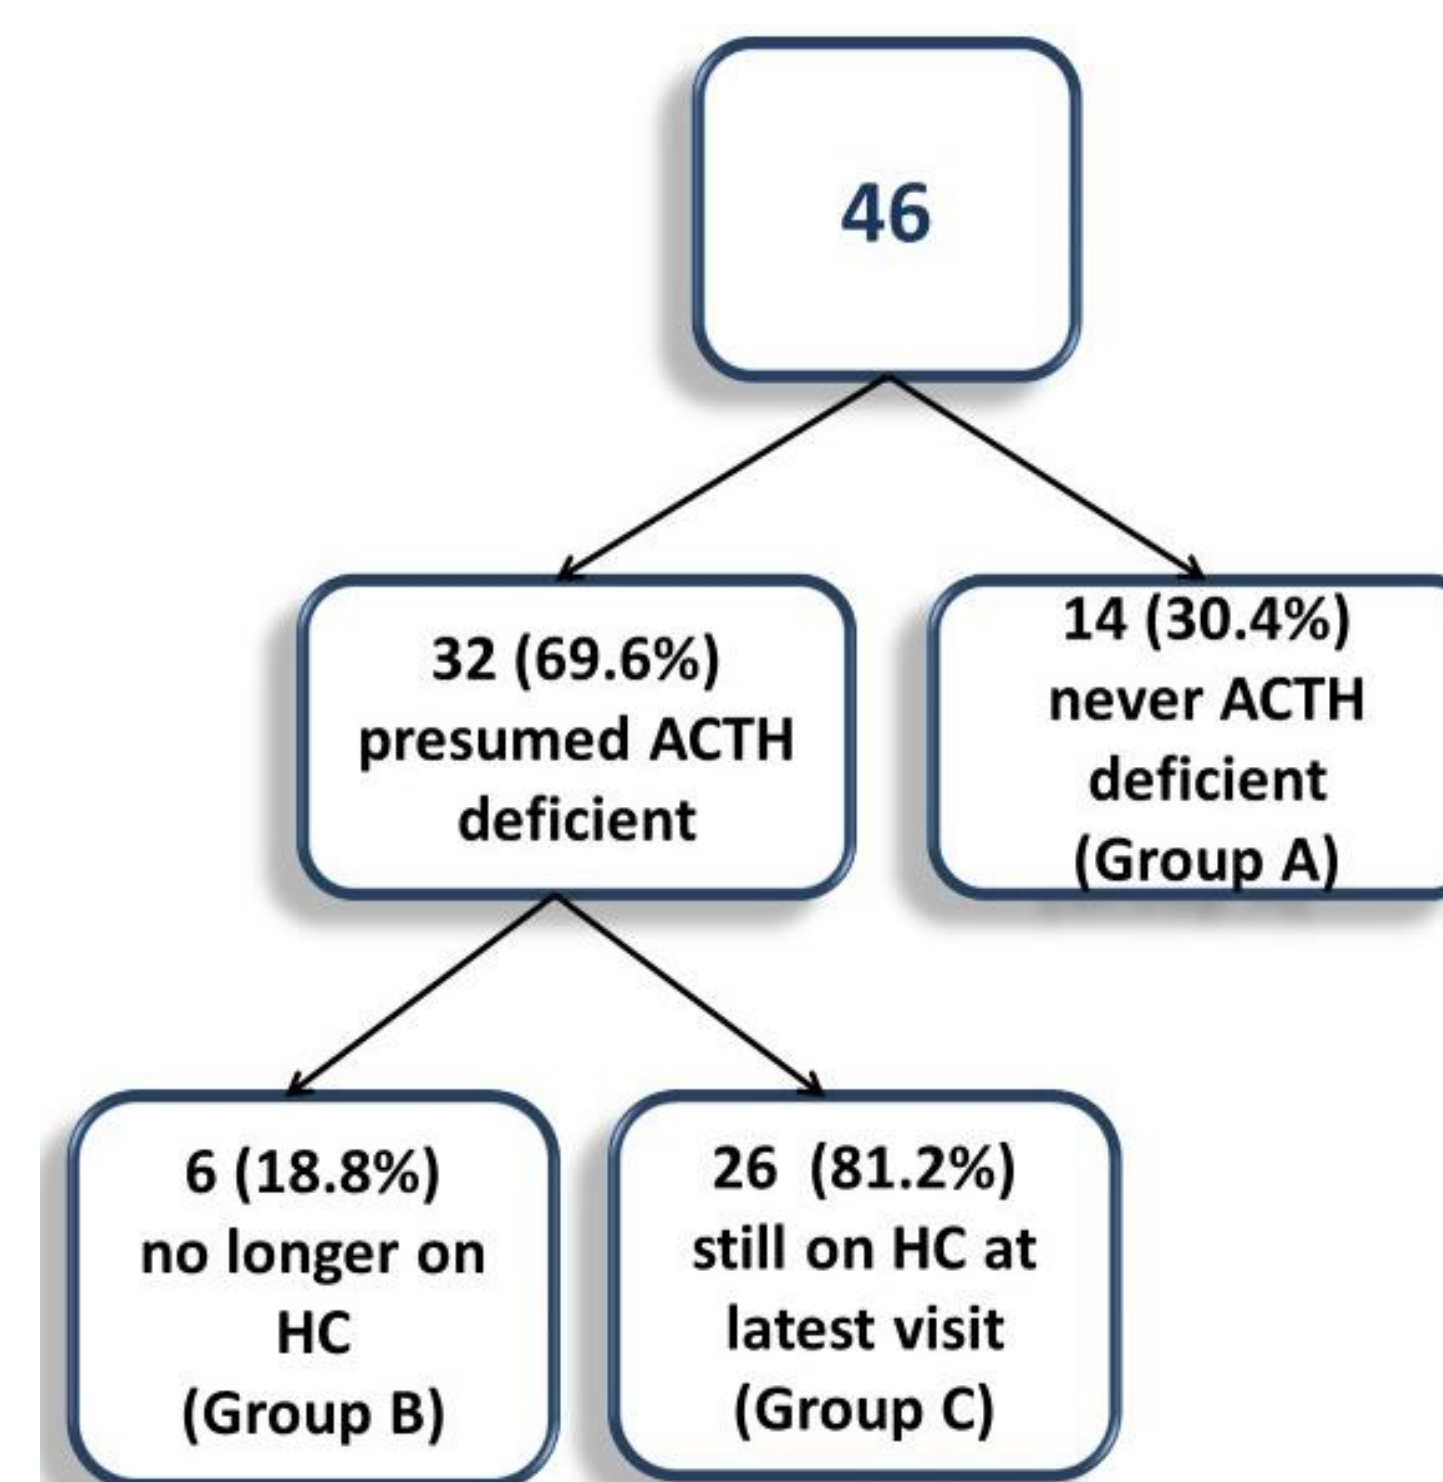 46
32 (69.6%)
presumed ACTH
deficient
14 (30.4%)
never ACTH
deficient
(Group A)
6 (18.8%)
no longer on
HC
(Group B)
26 (81.2%)
still on HC at
latest visit
(Group C)